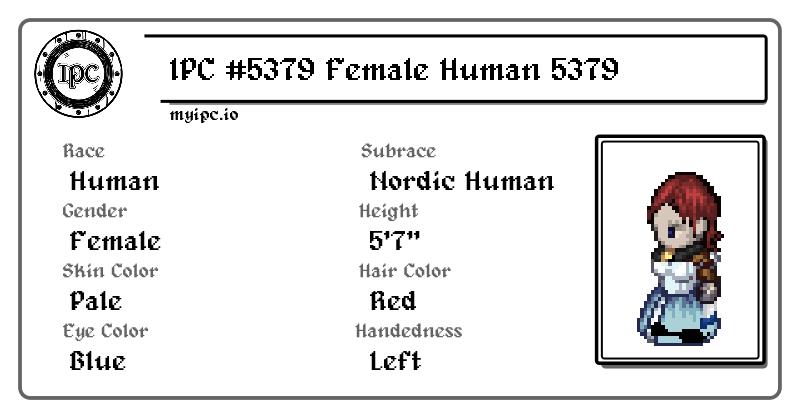 IPC
IPC #5379 Female Human 5379
myipc.io
Race
Human
Subrace
Nordic Human
Gender
Female
Height
5'7"
Skin Color
Pale
Hair Color
Red
Eye Color
Blue
Handedness
Left